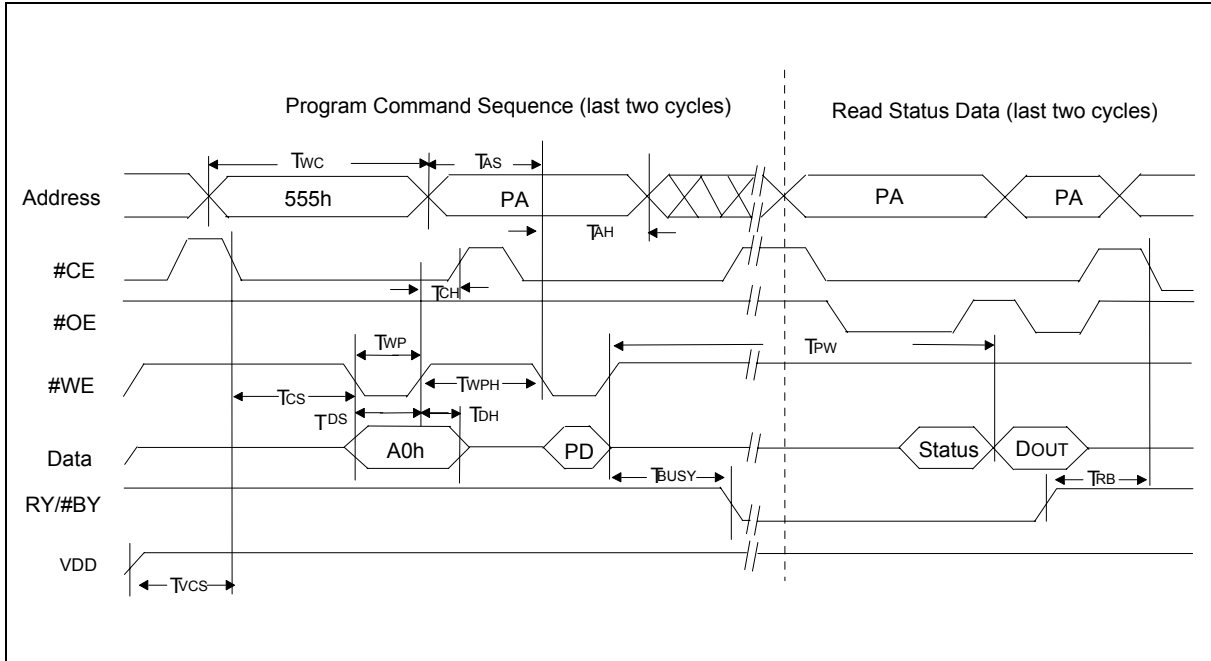 Program Command Sequence (last two cycles)
Read Status Data (last two cycles)
TWC
TAS
Address
555h
PA
PA
PA
TAH
#CE
TCH
#OE
TWP
TPW
#WE
TWPH
TCS
TDS
TDH
Data
A0h
PD
Status
DOUT
TBUSY
TRB
RY/#BY
VDD
TVCS